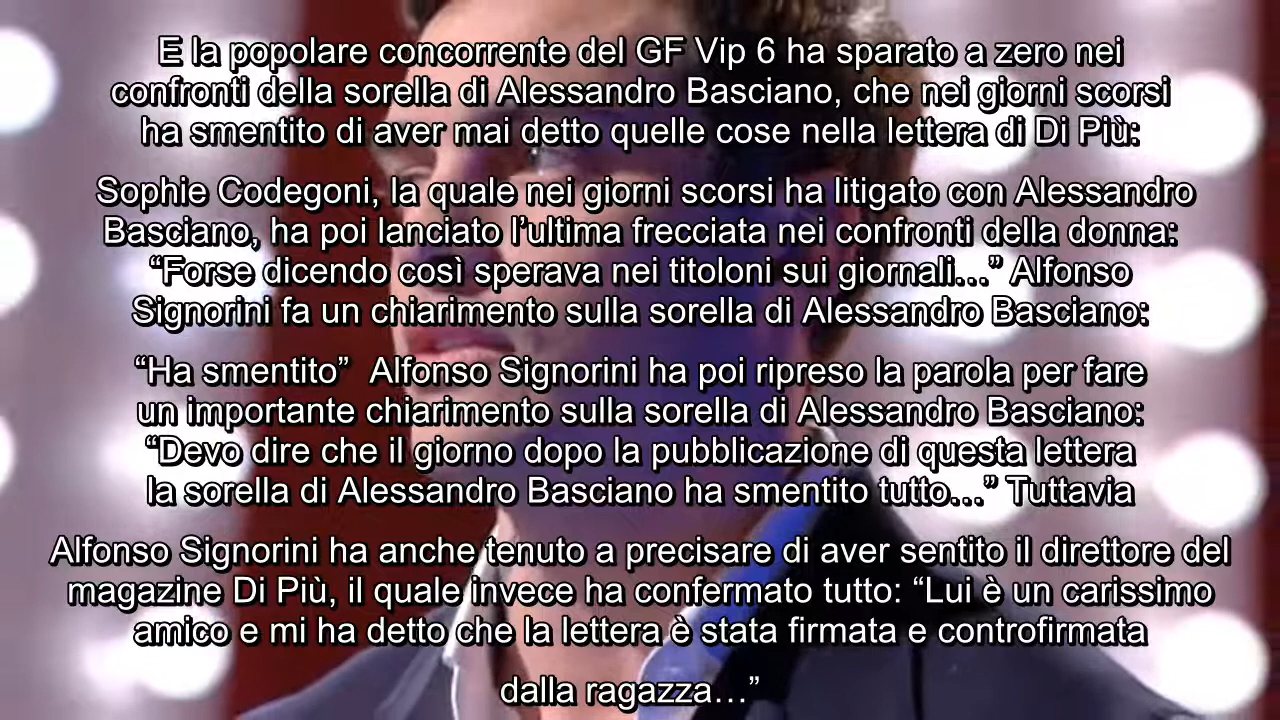 E la popolare concorrente del GF Vip 6 ha sparato a zero nei
confronti della sorella di Alessandro Basciano, che nei giorni scorsi
ha smentito di aver mai detto quelle cose nella lettera di Di Più:
Sophie Codegoni, la quale nei giorni scorsi ha litigato con Alessandro
Basciano, ha poi lanciato l’ultima frecciata nei confronti della donna:
“Forse dicendo così sperava nei titoloni sui giornali…” Alfonso
Signorini fa un chiarimento sulla sorella di Alessandro Basciano:
“Ha smentito”  Alfonso Signorini ha poi ripreso la parola per fare
un importante chiarimento sulla sorella di Alessandro Basciano:
“Devo dire che il giorno dopo la pubblicazione di questa lettera
la sorella di Alessandro Basciano ha smentito tutto…” Tuttavia
Alfonso Signorini ha anche tenuto a precisare di aver sentito il direttore del
magazine Di Più, il quale invece ha confermato tutto: “Lui è un carissimo
amico e mi ha detto che la lettera è stata firmata e controfirmata
dalla ragazza…”